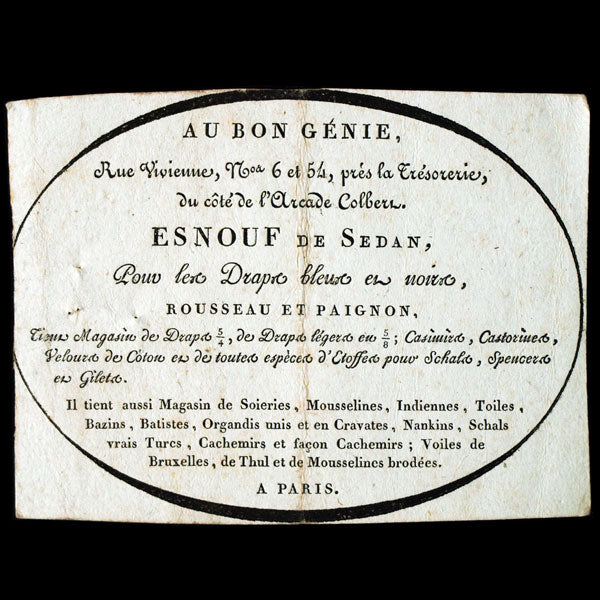 AU BON GÉNIE,
Rue Vivienne, Nos 6 et 54, près la Trésorerie,
du côté de l'Arcade Colbert.
ESNOUF DE SEDAN,
Pour les Draps bleus et noirs,
ROUSSEAU ET PAIGNON,
Tient Magasin de Draps 5/4, de Draps légers en 5/8; Casimirs, Castorines,
Velours de Coton et de toutes espèces d'Etoffes pour Schals, Spencers
et Gilets.
Il tient aussi Magasin de Soieries, Mousselines, Indiennes, Toiles,
Bazins, Batistes, Organdis unis et en Cravates, Nankins, Schals
vrais Turcs, Cachemirs et façon Cachemirs; Voiles de
Bruxelles, de Thul et de Mousselines brodées.
A PARIS.